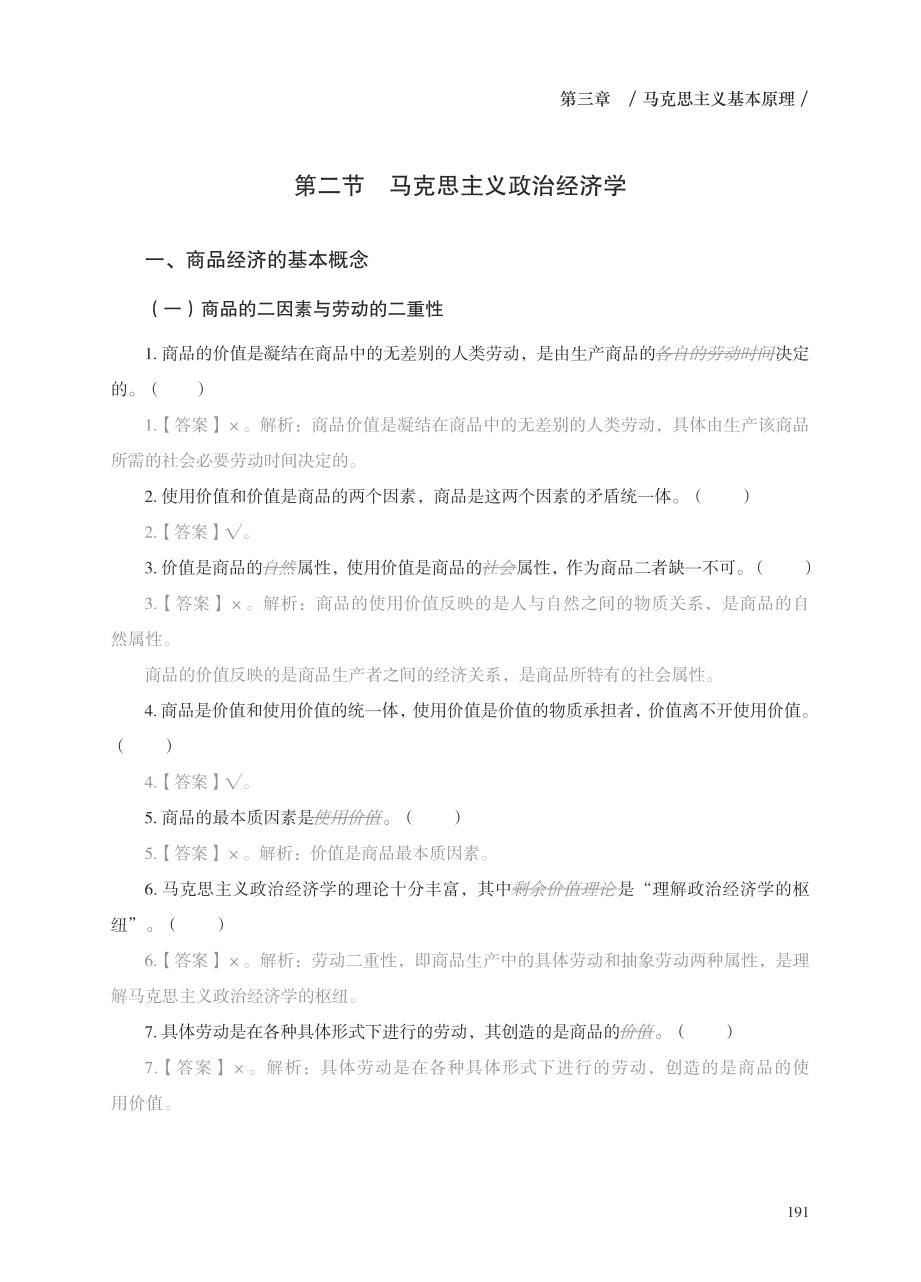 第三章　/ 马克思主义基本原理 /
第二节　马克思主义政治经济学
一、商品经济的基本概念
（一）商品的二因素与劳动的二重性
1. 商品的价值是凝结在商品中的无差别的人类劳动，是由生产商品的各自的劳动时间决定
的。（　　）
1.【答案】×。解析：商品价值是凝结在商品中的无差别的人类劳动，具体由生产该商品
所需的社会必要劳动时间决定的。
2. 使用价值和价值是商品的两个因素，商品是这两个因素的矛盾统一体。（　　）
2.【答案】√。
3. 价值是商品的自然属性，使用价值是商品的社会属性，作为商品二者缺一不可。（　　）
3.【答案】×。解析：商品的使用价值反映的是人与自然之间的物质关系，是商品的自
然属性。
商品的价值反映的是商品生产者之间的经济关系，是商品所特有的社会属性。
4. 商品是价值和使用价值的统一体，使用价值是价值的物质承担者，价值离不开使用价值。
（　　）
4.【答案】√。
5. 商品的最本质因素是使用价值。（　　）
5.【答案】×。解析：价值是商品最本质因素。
6. 马克思主义政治经济学的理论十分丰富，其中剩余价值理论是“理解政治经济学的枢
纽”。（　　）
6.【答案】×。解析：劳动二重性，即商品生产中的具体劳动和抽象劳动两种属性，是理
解马克思主义政治经济学的枢纽。
7. 具体劳动是在各种具体形式下进行的劳动，其创造的是商品的价值。（　　）
7.【答案】×。解析：具体劳动是在各种具体形式下进行的劳动，创造的是商品的使
用价值。
191